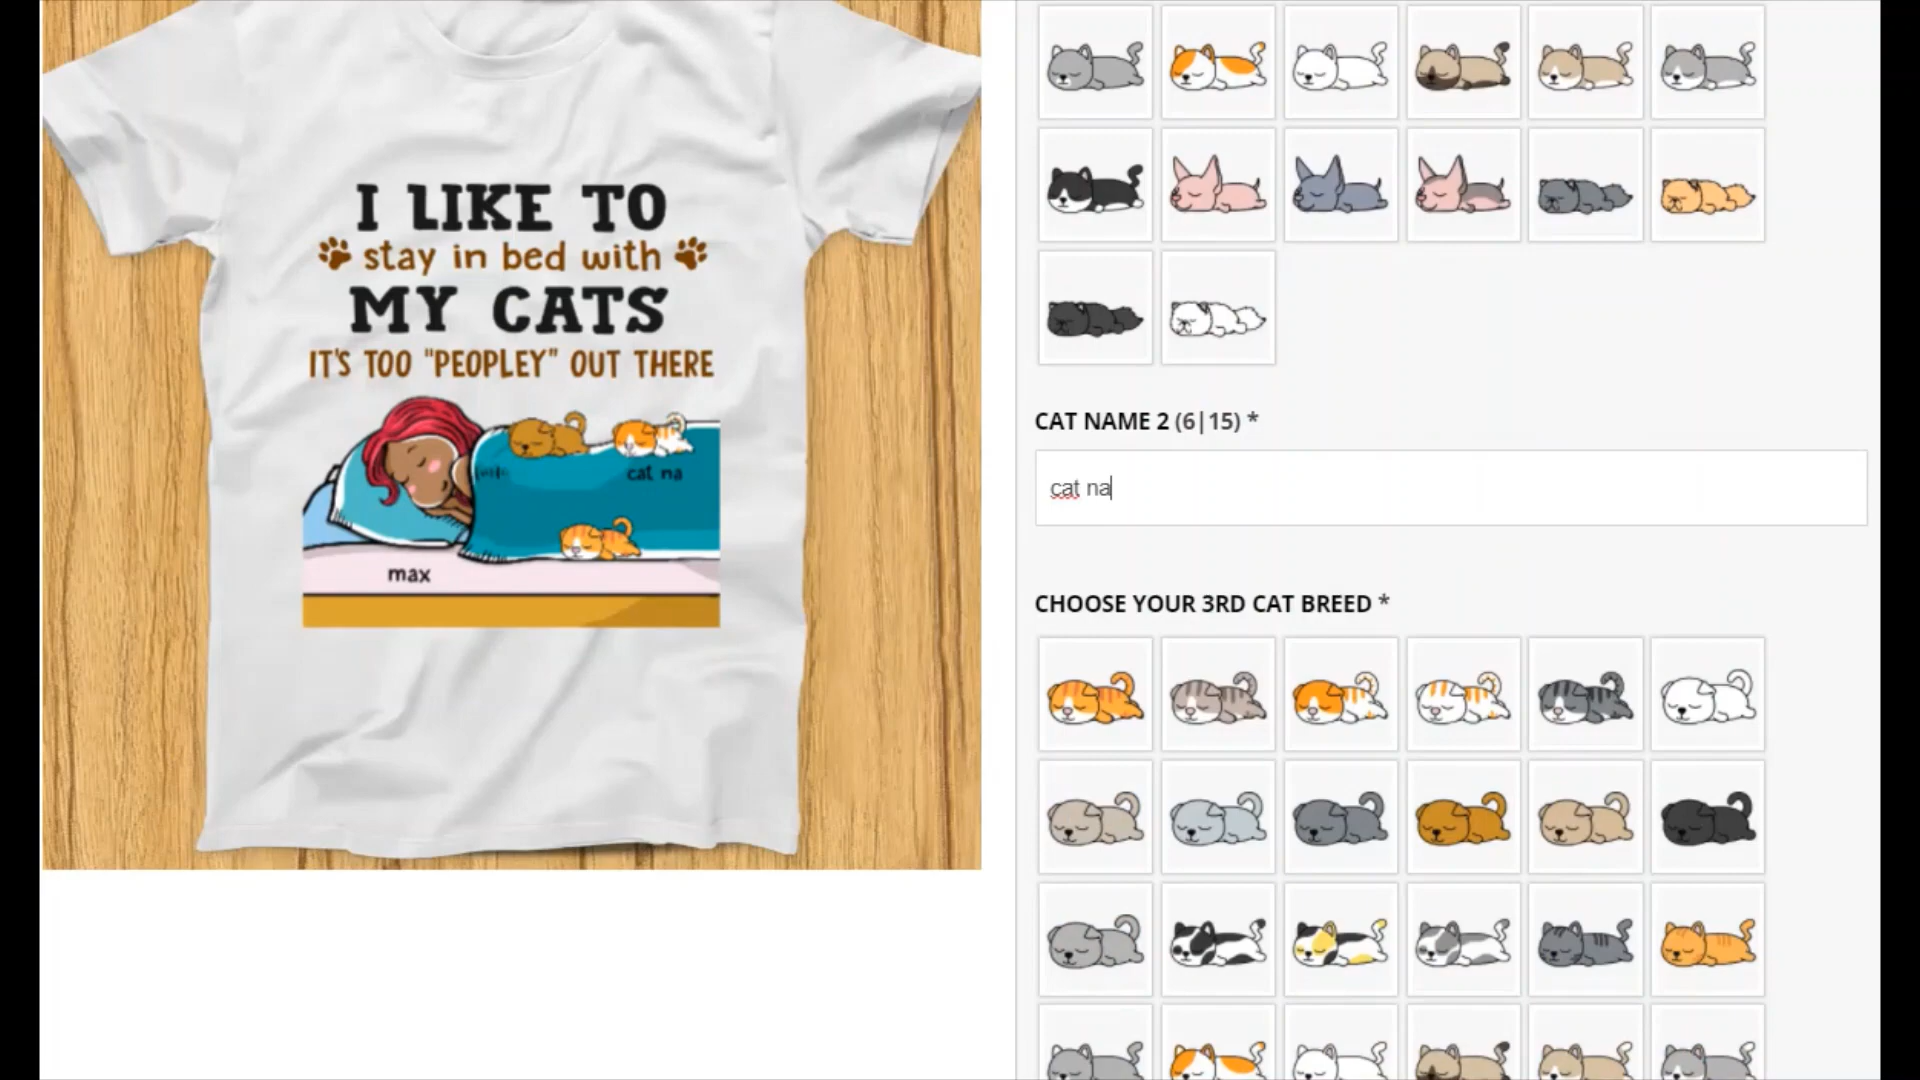 I LIKE TO
stay in bed with
MY CATS
IT'S TOO "PEOPLEY" OUT THERE
cat na
max
CAT NAME 2 (6|15) *
cat na
CHOOSE YOUR 3RD CAT BREED *